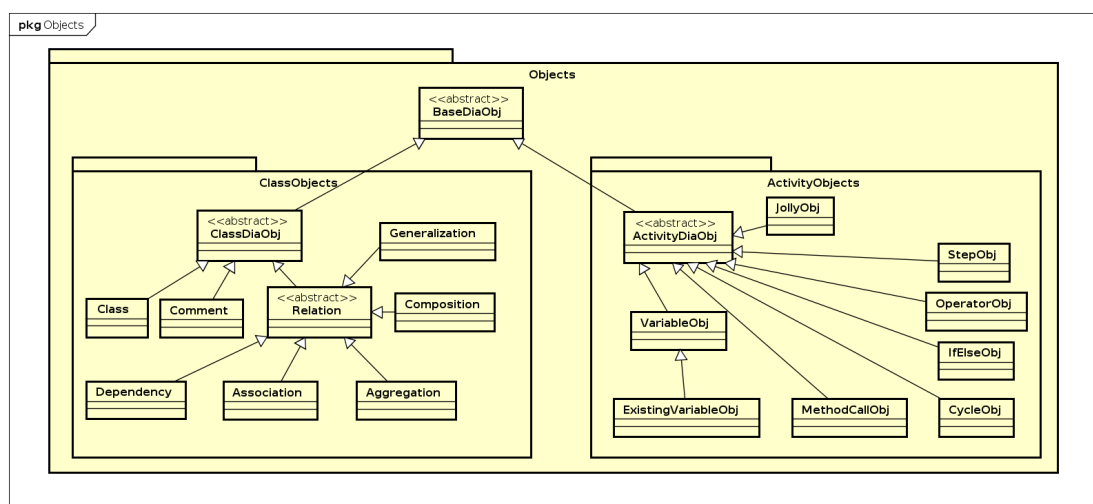 pkg Objects
Objects
<<abstract>>
BaseDiaObj
ClassObjects
<<abstract>>
ClassDiaObj
Generalization
Class
Comment
<<abstract>>
Relation
Composition
Dependency
Association
Aggregation
ActivityObjects
<<abstract>>
ActivityDiaObj
JollyObj
StepObj
OperatorObj
VariableObj
IfElseObj
ExistingVariableObj
MethodCallObj
CycleObj